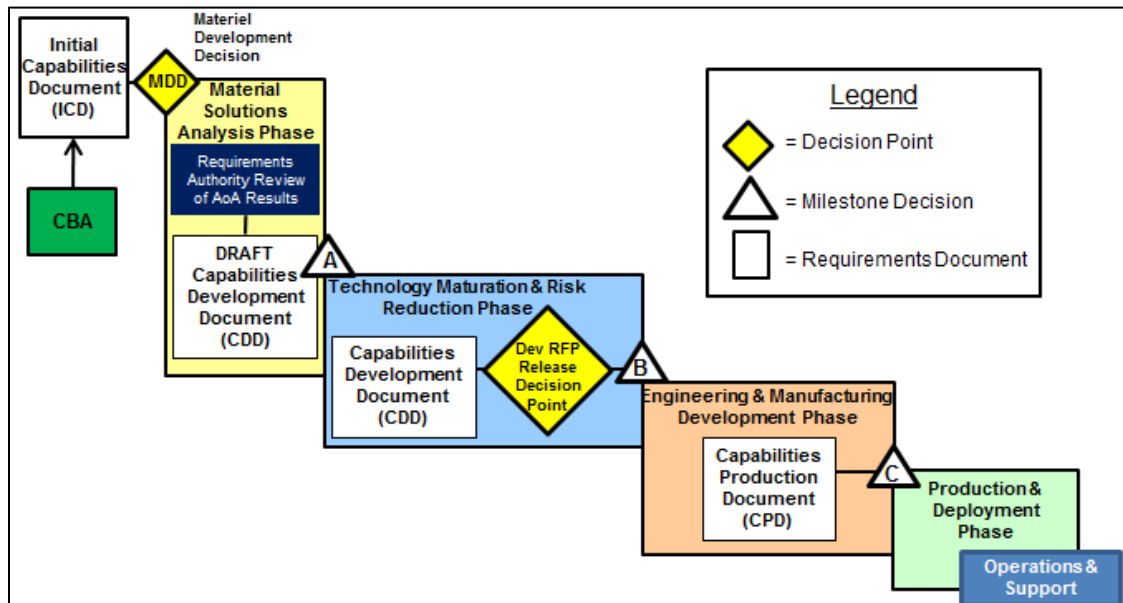 Initial
Capabilities
Document
(ICD)
CBA
Materiel
Development
Decision
MDD
Material
Solutions
Analysis Phase
Requirements
Authority Review
of AoA Results
DRAFT
Capabilities
Development
Document
(CDD)
A
Technology Maturation & Risk
Reduction Phase
Capabilities
Development
Document
(CDD)
Dev RFP
Release
Decision
Point
B
Engineering & Manufacturing
Development Phase
Capabilities
Production
Document
(CPD)
C
Production &
Deployment
Phase
Operations &
Support
Legend
= Decision Point
= Milestone Decision
= Requirements Document